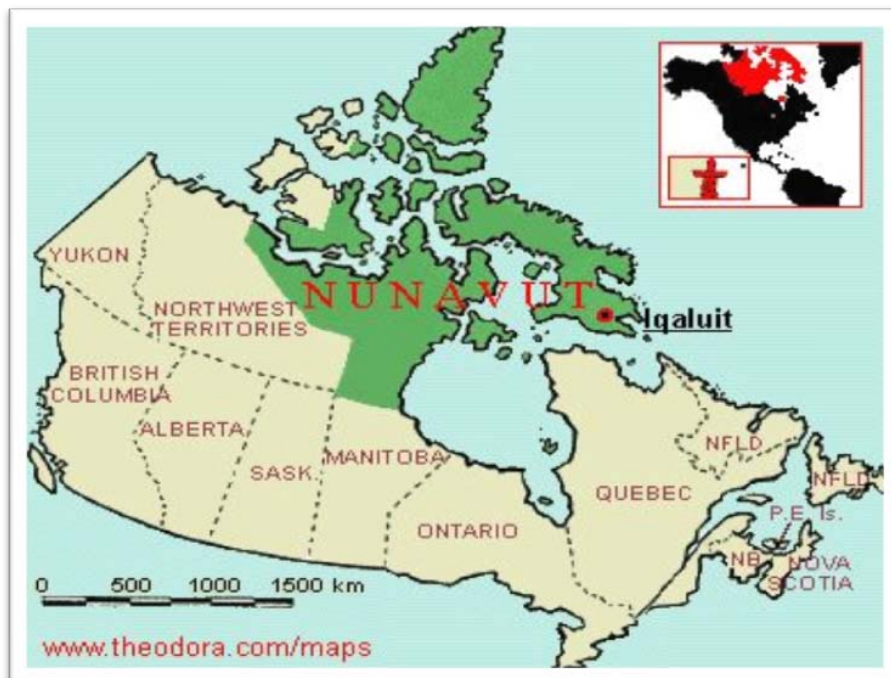 YUKON
NORTHWEST
TERRITORIES
NUNAVUT
Iqaluit
BRITISH
COLUMBIA
ALBERTA
SASK.
MANITOBA
ONTARIO
QUEBEC
NFLD
NFLD
P.E. Is.
NB
NOVA
SCOTIA
0 500 1000 1500 km
www.theodora.com/maps